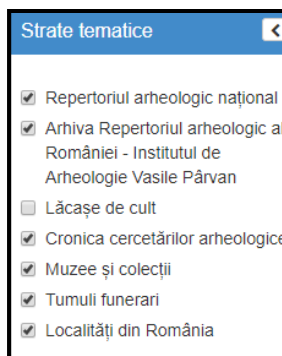 Strate tematice
Repertoriul arheologic național
Arhiva Repertoriul arheologic al
României - Institutul de
Arheologie Vasile Pârvan
Lăcașe de cult
Cronica cercetărilor arheologice
Muzee și colecții
Tumuli funerari
Localități din România